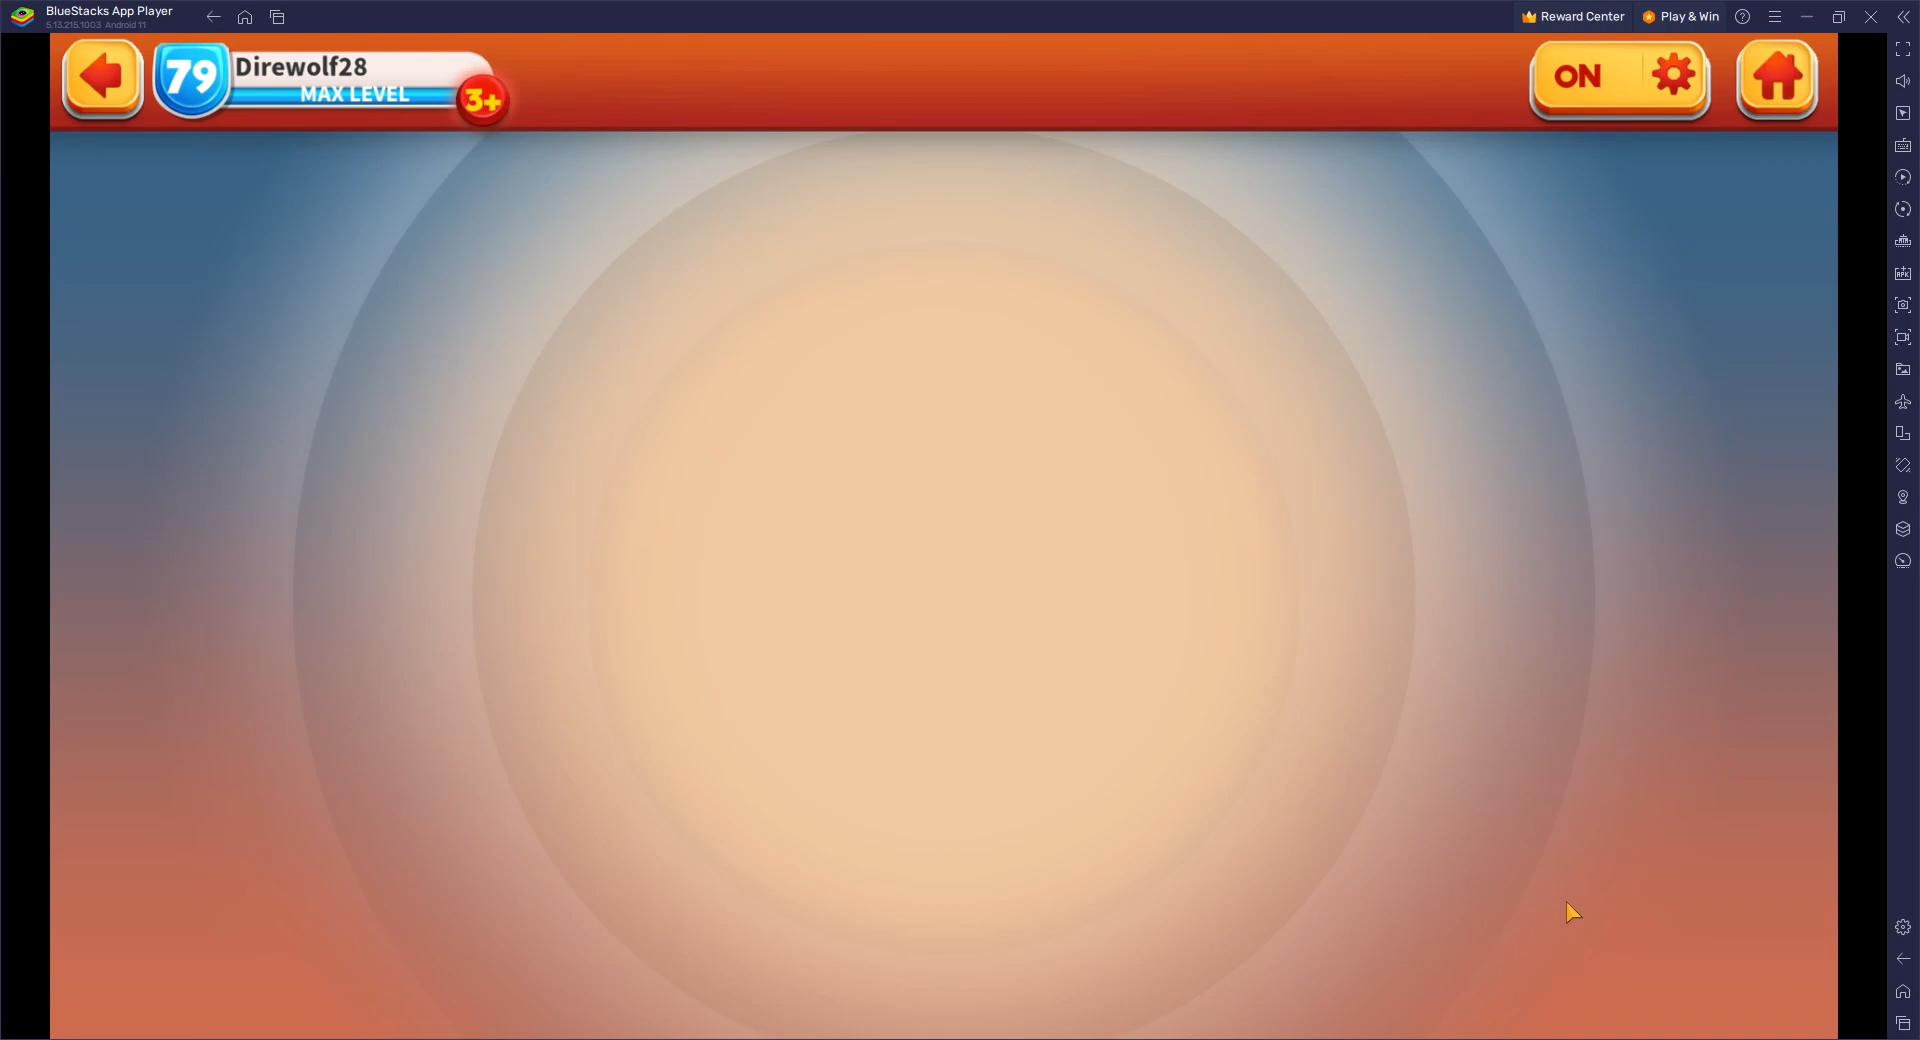 BlueStacks App Player
5.13.215.1003 Android 11
Reward Center
Play & Win
79
Direwolf28
MAX LEVEL
3+
ON
APK